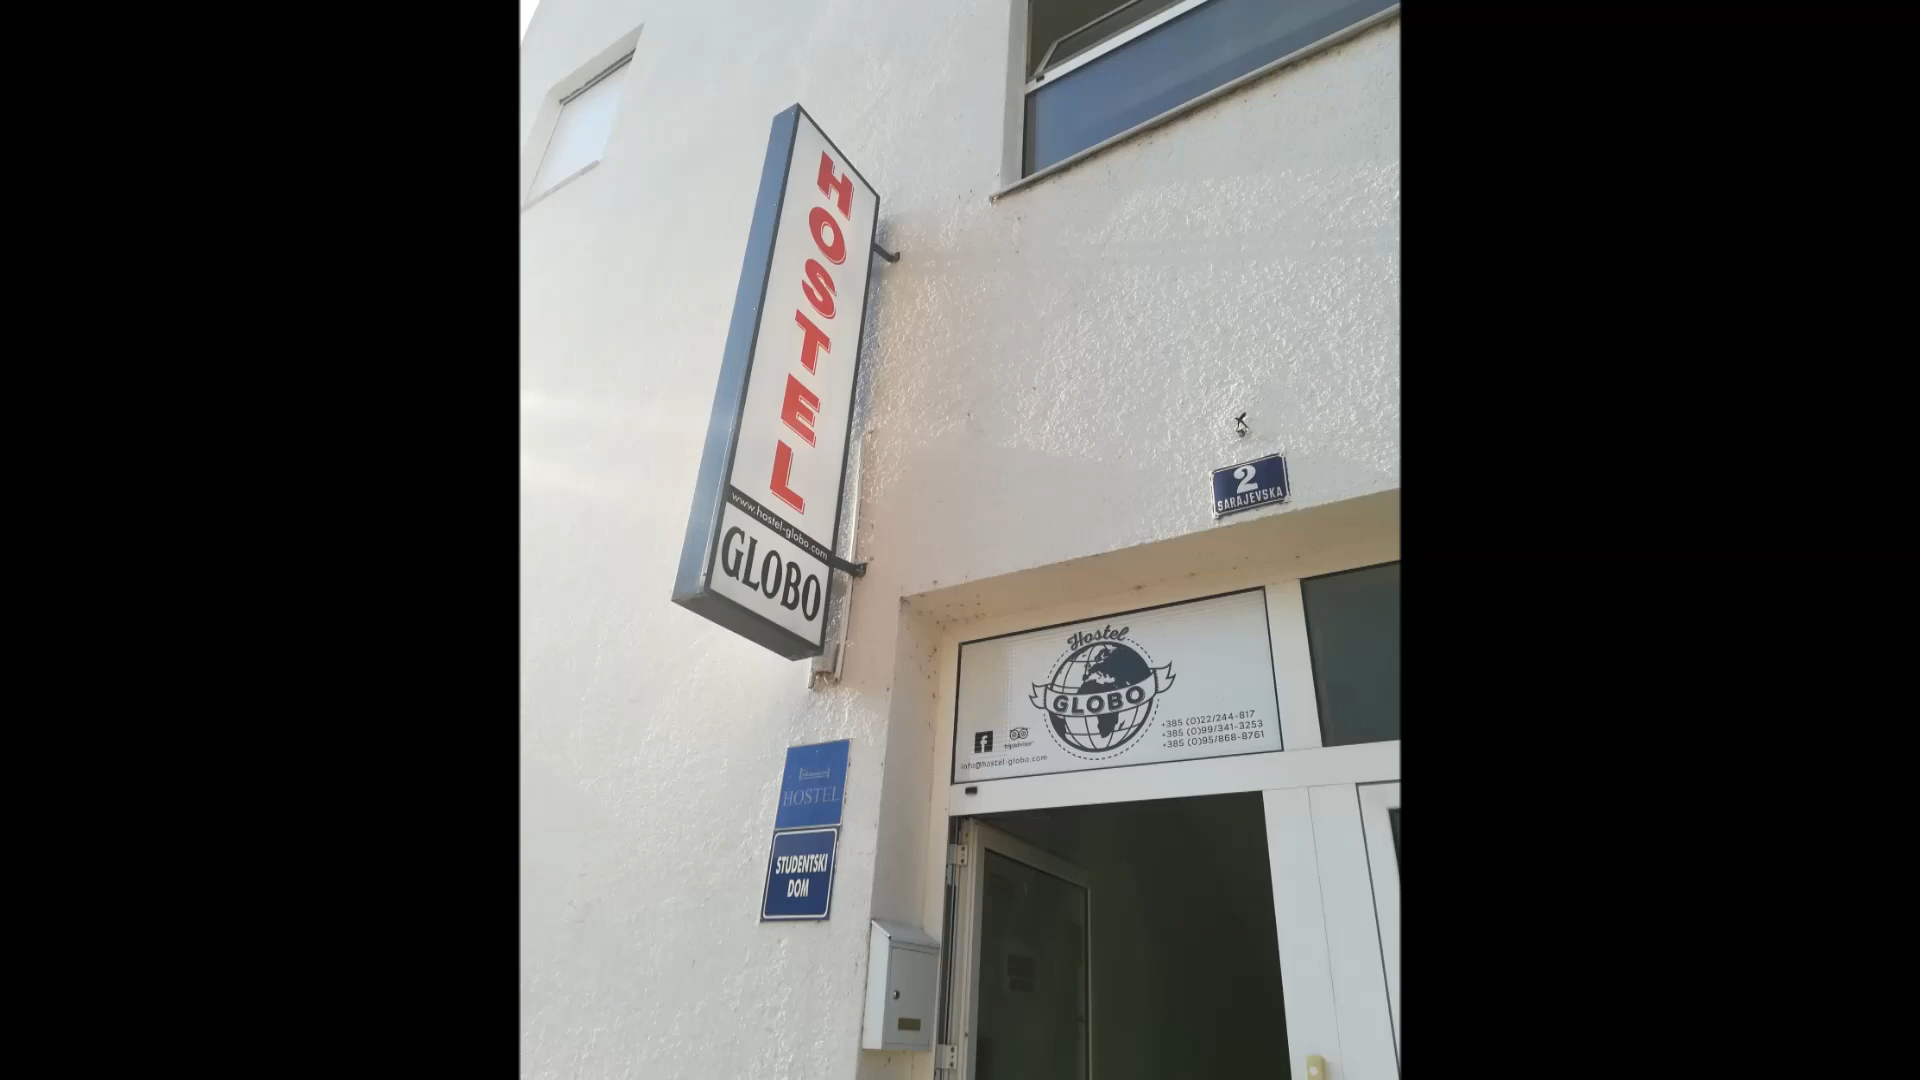 HOSTEL
www.hostel-globo.com
GLOBO
2
SARAJEVSKA
Hostel
GLOBO
+385 (0)22/244-817
+385 (0)99/341-3253
+385 (0)95/868-8761
f
tripadvisor
info@hostel-globo.com
HOSTEL
STUDENTSKI
DOM